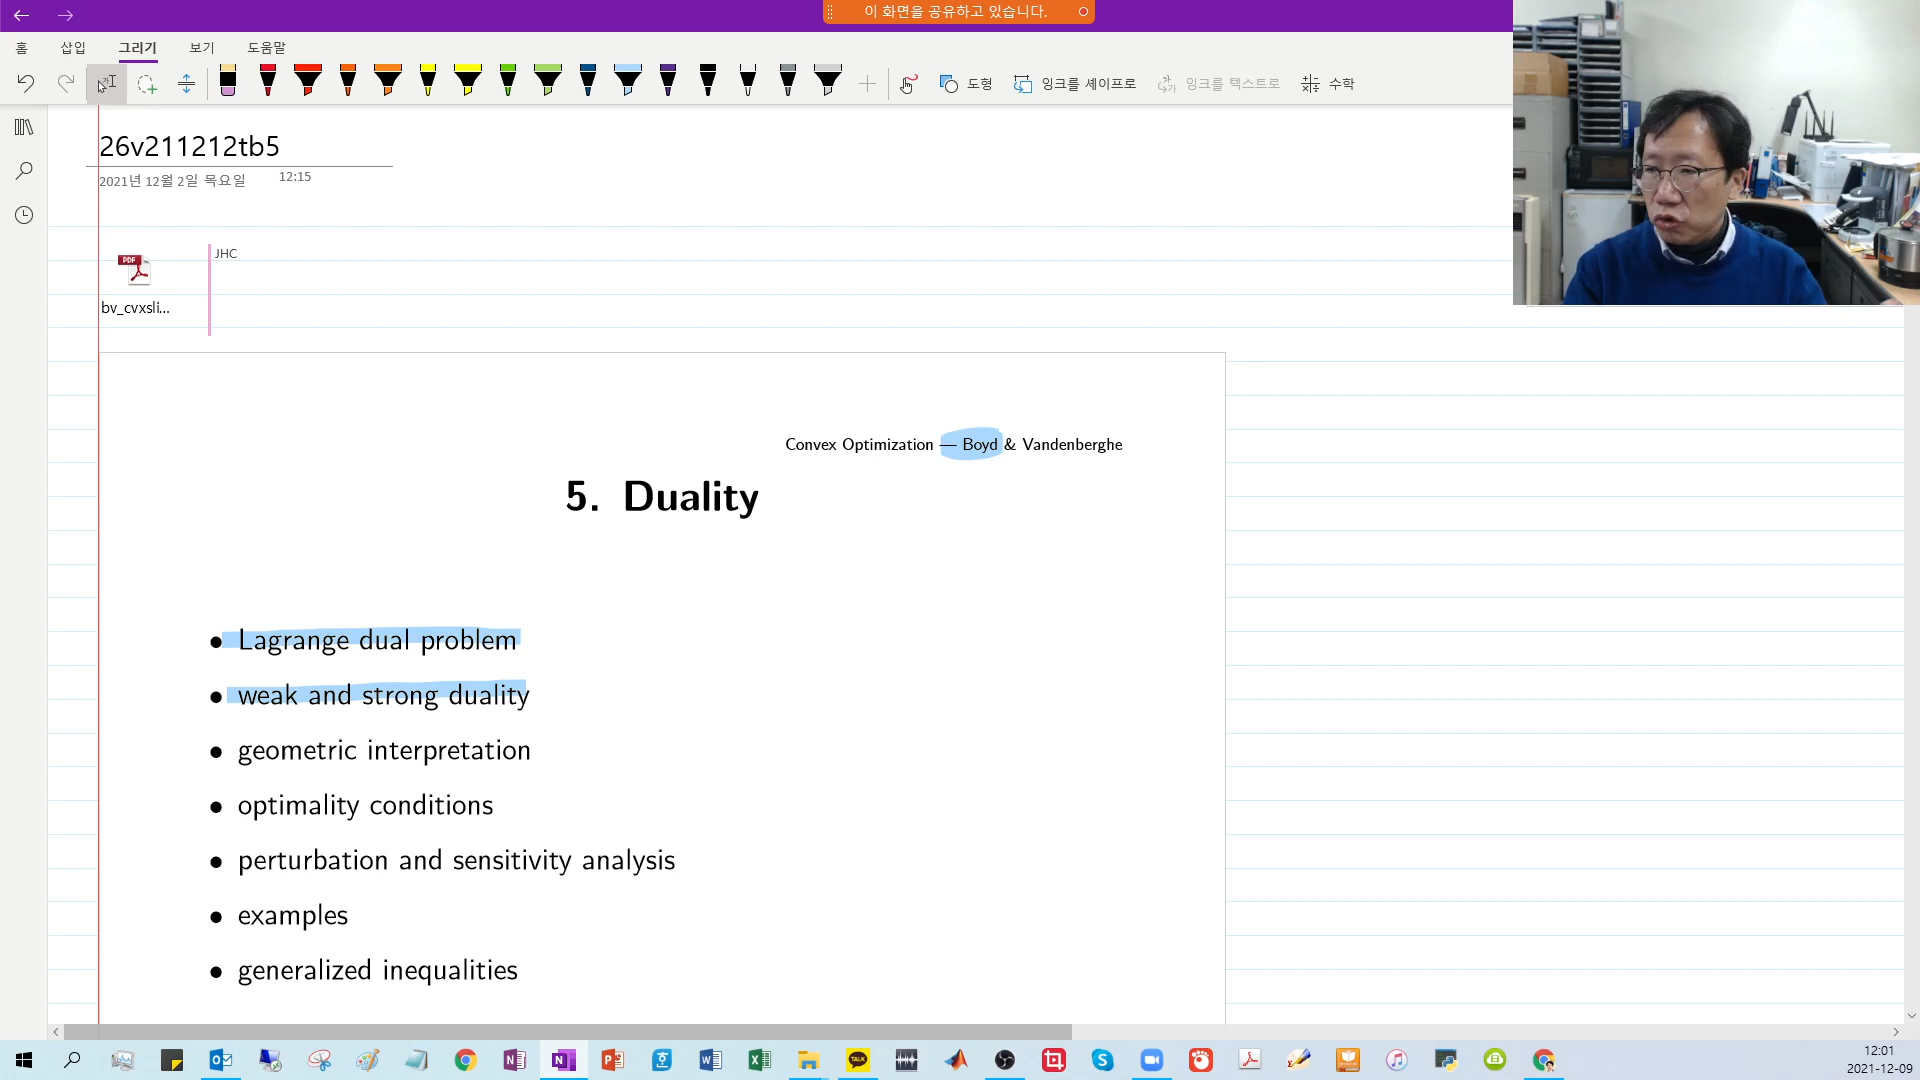 이 화면을 공유하고 있습니다.
홈 삽입 그리기 보기 도움말
도형 잉크를 셰이프로 잉크를 텍스트로 수학
26v211212tb5
2021년 12월 2일 목요일 12:15
JHC
PDF
bv_cvxsli...
Convex Optimization — Boyd & Vandenberghe
5. Duality
• Lagrange dual problem
• weak and strong duality
• geometric interpretation
• optimality conditions
• perturbation and sensitivity analysis
• examples
• generalized inequalities
12:01
2021-12-09